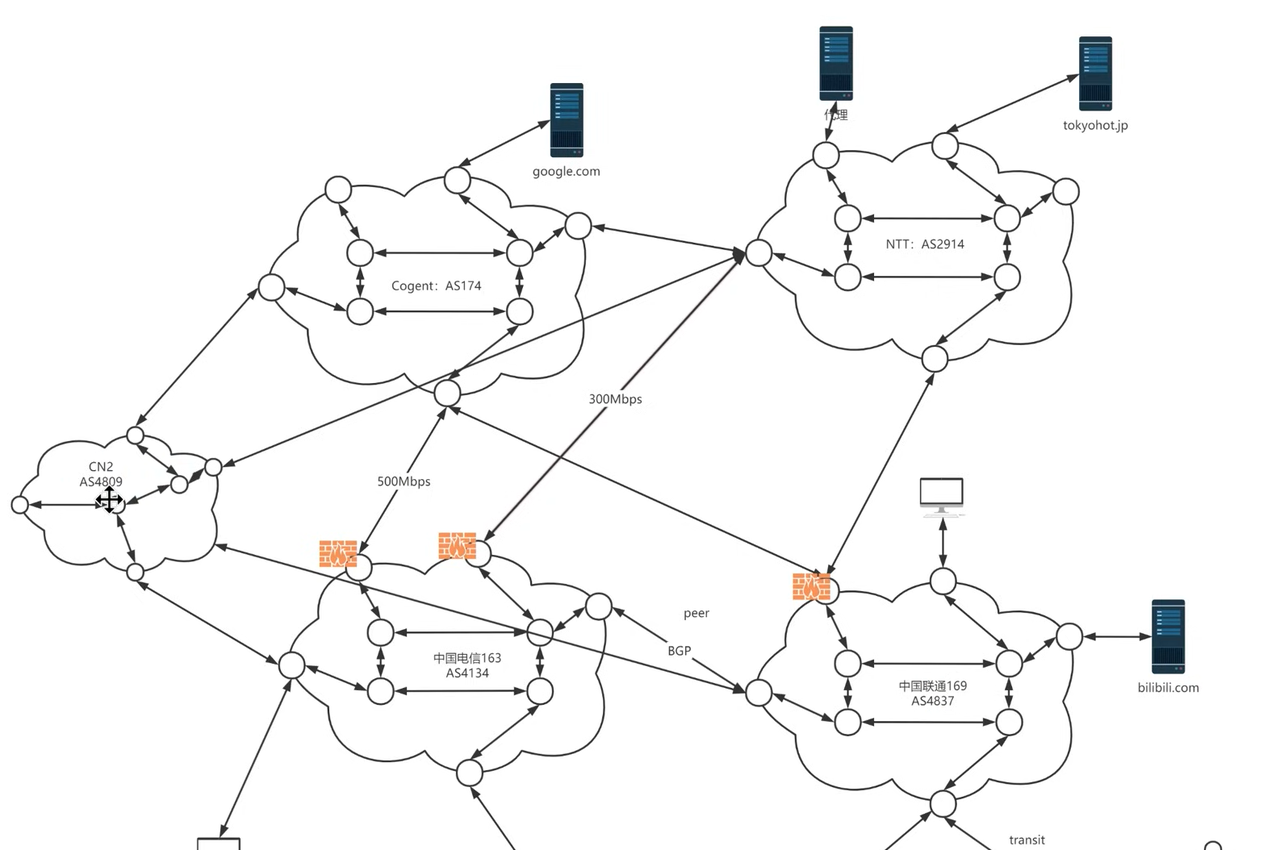 代理
tokyohot.jp
google.com
NTT：AS2914
Cogent：AS174
300Mbps
CN2
AS4809
500Mbps
peer
BGP
中国电信163
AS4134
中国联通169
AS4837
bilibili.com
transit